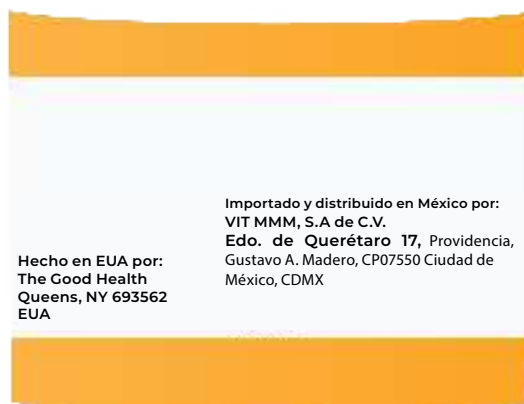 Hecho en EUA por:
The Good Health
Queens, NY 693562
EUA
Importado y distribuido en México por:
VIT MMM, S.A de C.V.
Edo. de Querétaro 17, Providencia,
Gustavo A. Madero, CP07550 Ciudad de
México, CDMX